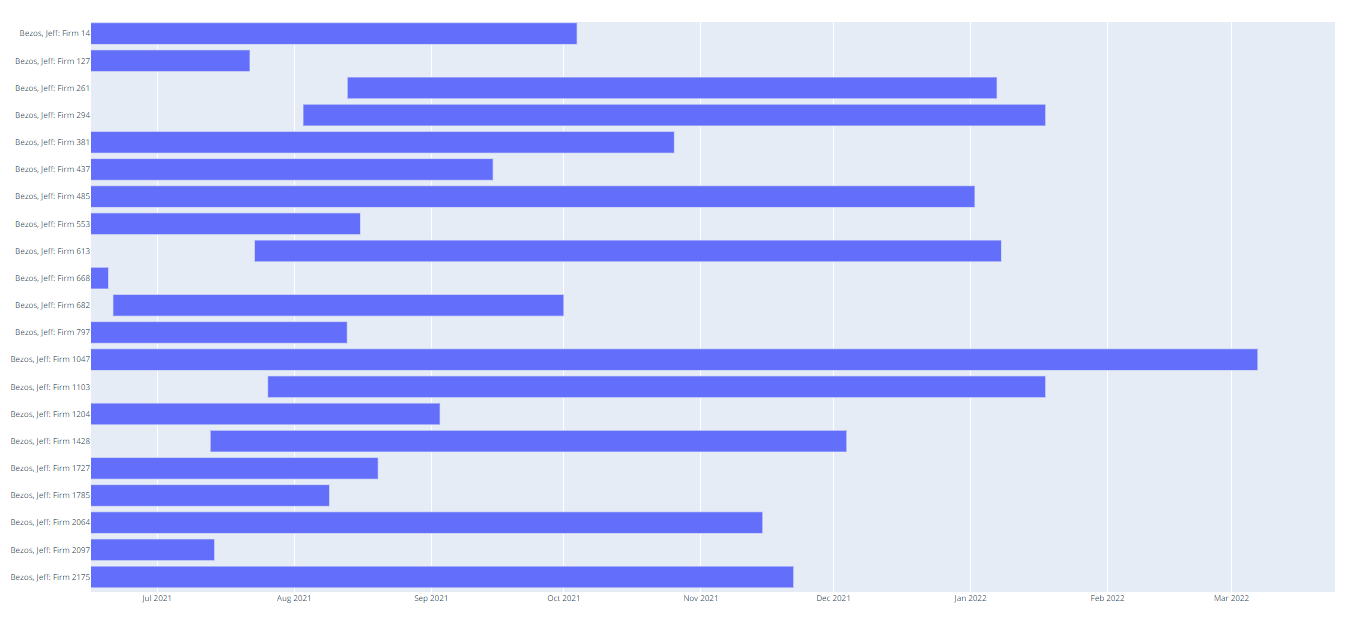 Bezos, Jeff: Firm 14
Bezos, Jeff: Firm 127
Bezos, Jeff: Firm 261
Bezos, Jeff: Firm 294
Bezos, Jeff: Firm 381
Bezos, Jeff: Firm 437
Bezos, Jeff: Firm 485
Bezos, Jeff: Firm 553
Bezos, Jeff: Firm 613
Bezos, Jeff: Firm 668
Bezos, Jeff: Firm 682
Bezos, Jeff: Firm 797
Bezos, Jeff: Firm 1047
Bezos, Jeff: Firm 1103
Bezos, Jeff: Firm 1204
Bezos, Jeff: Firm 1428
Bezos, Jeff: Firm 1727
Bezos, Jeff: Firm 1785
Bezos, Jeff: Firm 2064
Bezos, Jeff: Firm 2097
Bezos, Jeff: Firm 2175
Jul 2021 Aug 2021 Sep 2021 Oct 2021 Nov 2021 Dec 2021 Jan 2022 Feb 2022 Mar 2022